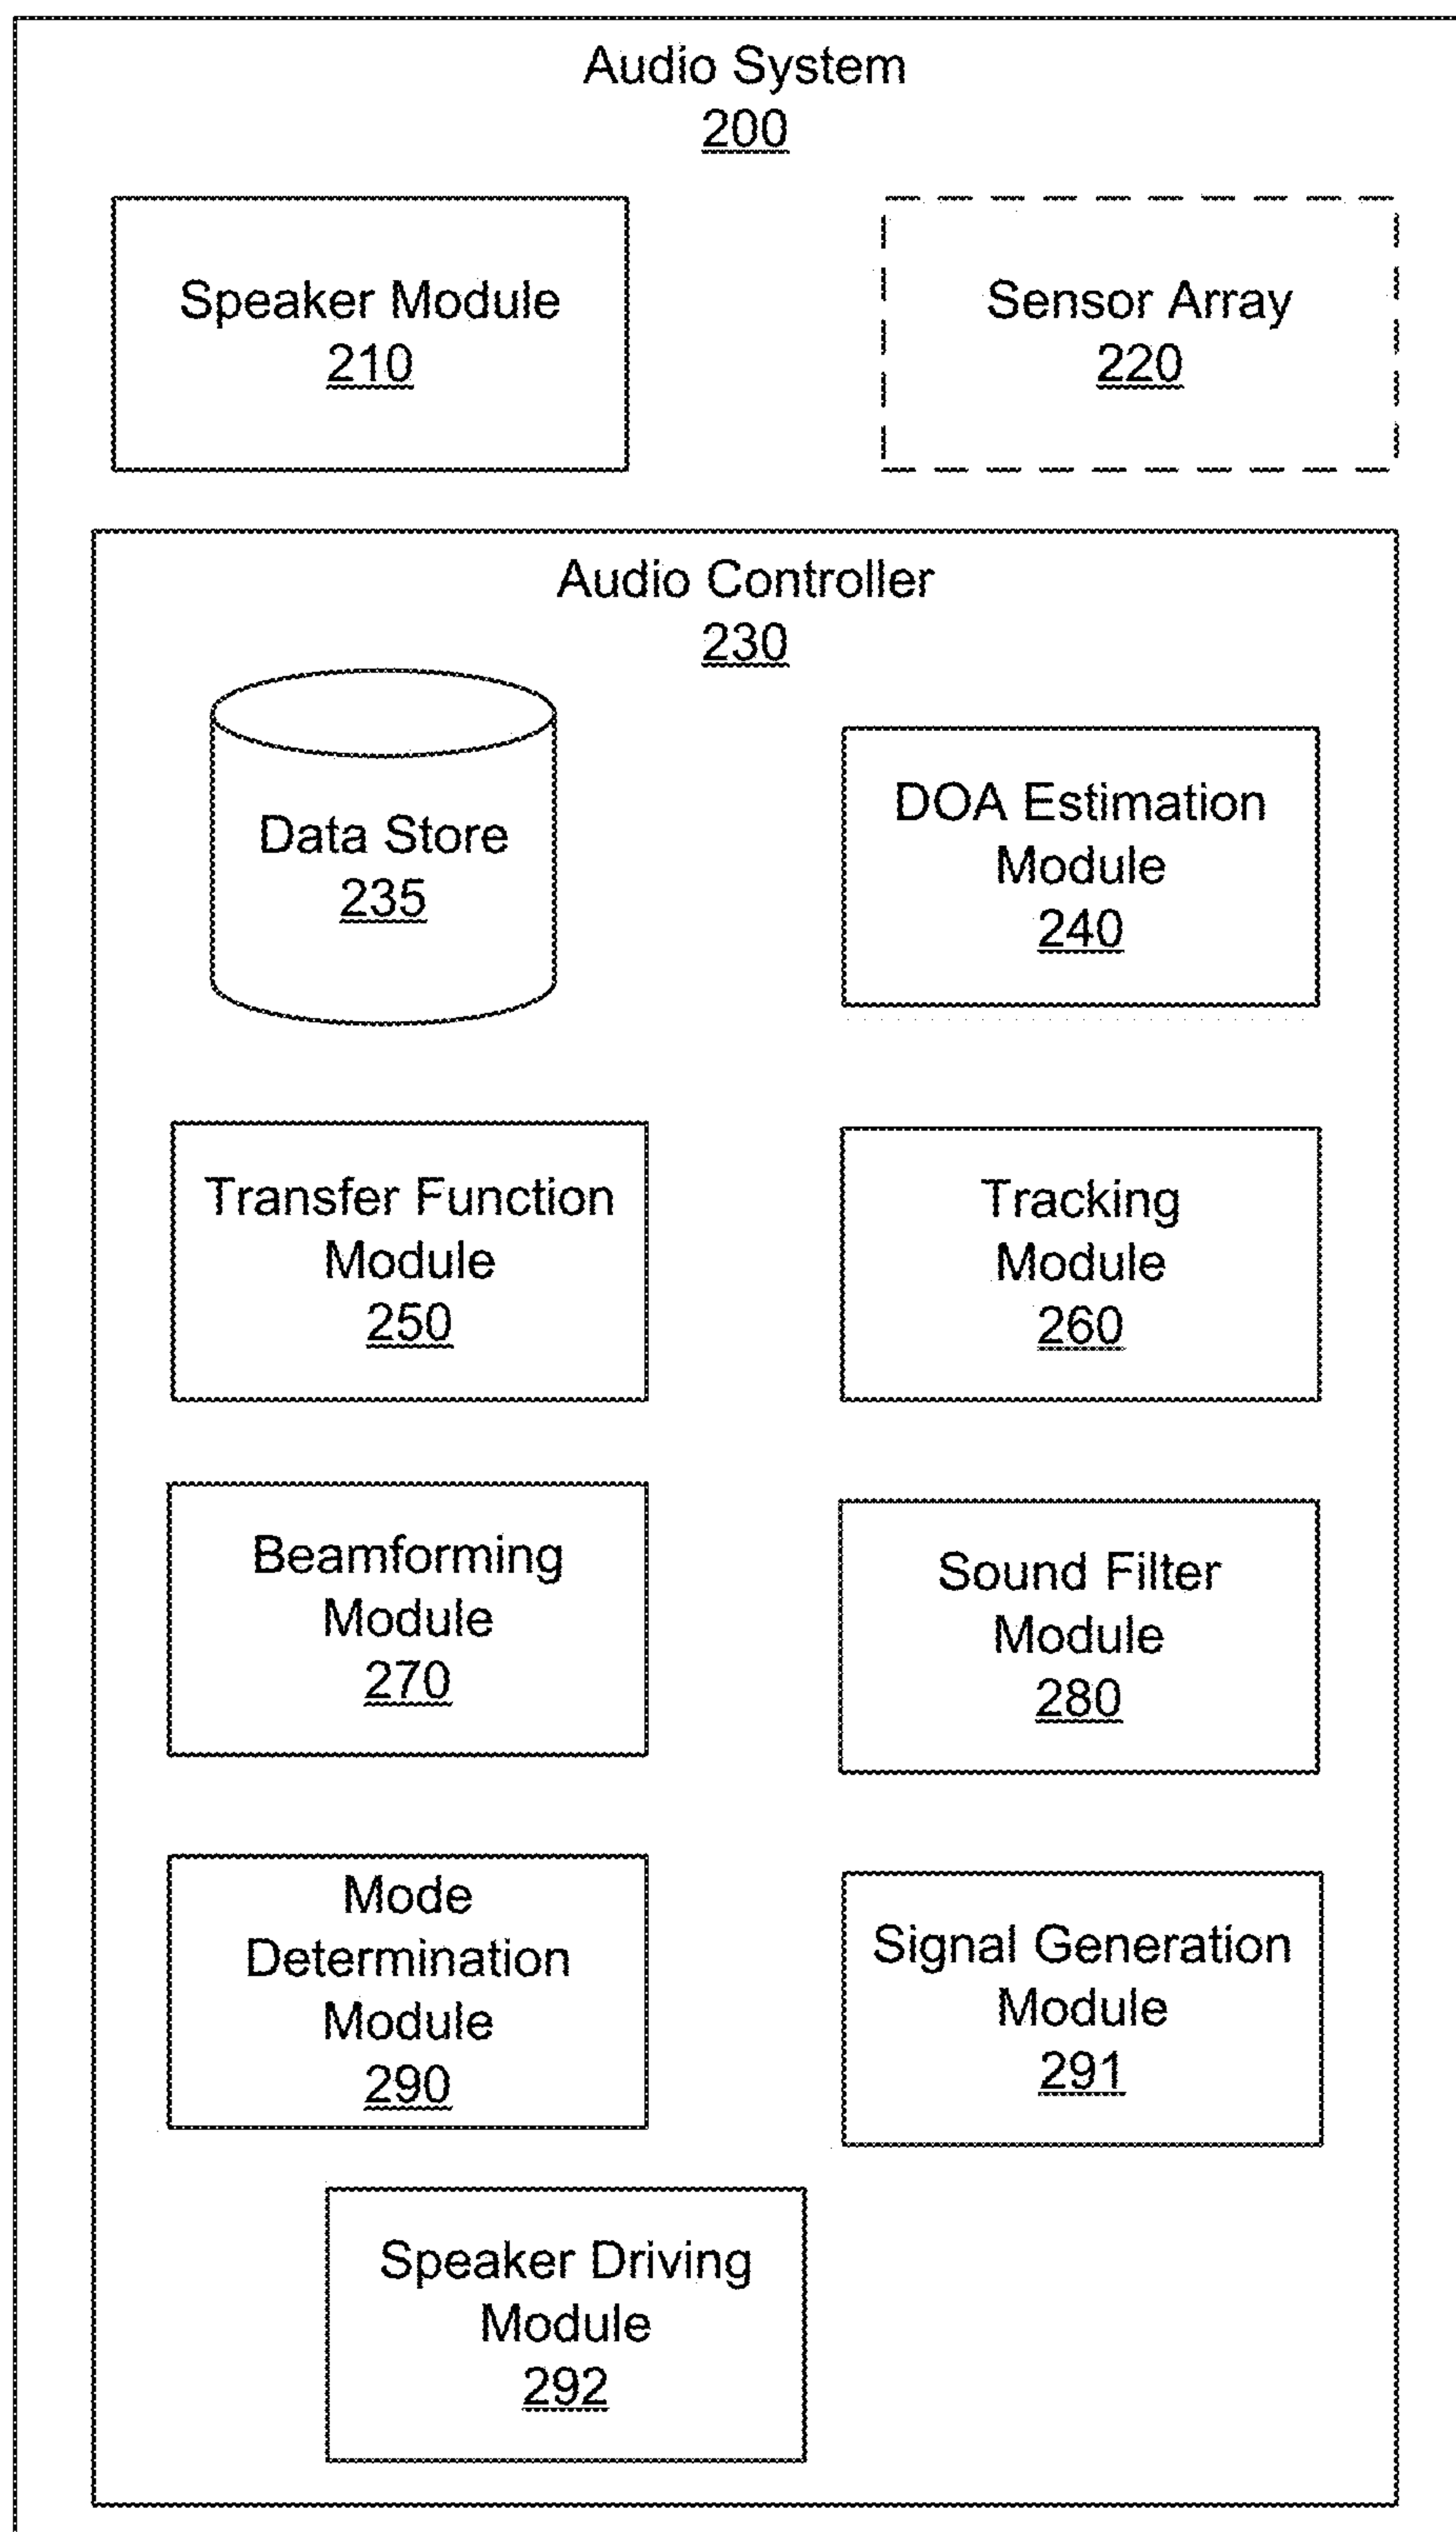 Audio System
200
Speaker Module
210
Sensor Array
220
Audio Controller
230
Data Store
235
DOA Estimation
Module
240
Transfer Function
Module
250
Tracking
Module
260
Beamforming
Module
270
Sound Filter
Module
280
Mode
Determination
Module
290
Signal Generation
Module
291
Speaker Driving
Module
292